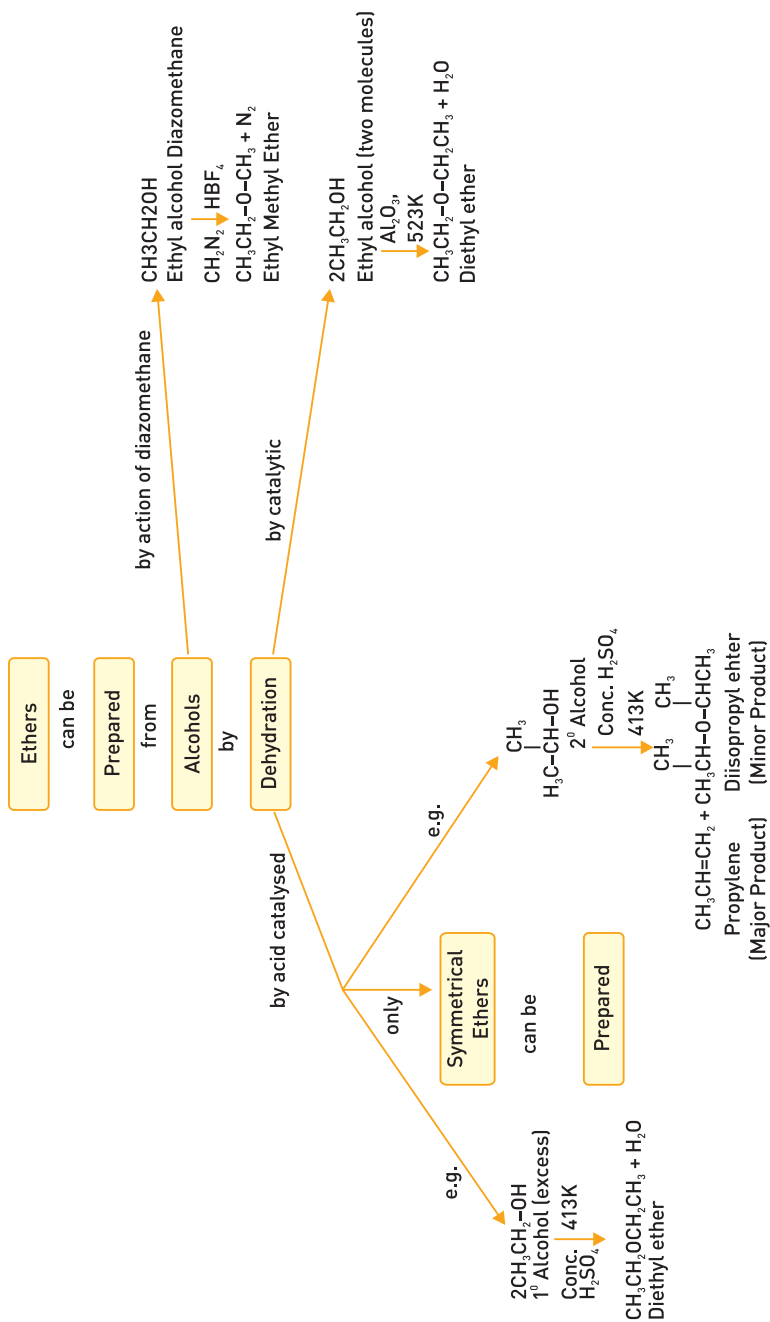 Ethers
can be
Prepared
from
Alcohols
by
Dehydration
by action of diazomethane
CH3CH2OH
Ethyl alcohol Diazomethane
CH₂N₂ HBF₄
CH₃CH₂–O–CH₃ + N₂
Ethyl Methyl Ether
by catalytic
2CH₃CH₂OH
Ethyl alcohol (two molecules)
Al₂O₃,
523K
CH₃CH₂–O–CH₂CH₃ + H₂O
Diethyl ether
by acid catalysed
e.g.
2CH₃CH₂–OH
1⁰ Alcohol (excess)
Conc. 413K
H₂SO₄
CH₃CH₂OCH₂CH₃ + H₂O
Diethyl ether
only
Symmetrical
Ethers
can be
Prepared
e.g.
CH₃
H₃C–CH–OH
2⁰ Alcohol
Conc. H₂SO₄
413K
CH₃ CH₃
CH₃CH=CH₂ + CH₃CH–O–CHCH₃
Propylene Diisopropyl ehter
(Major Product) (Minor Product)